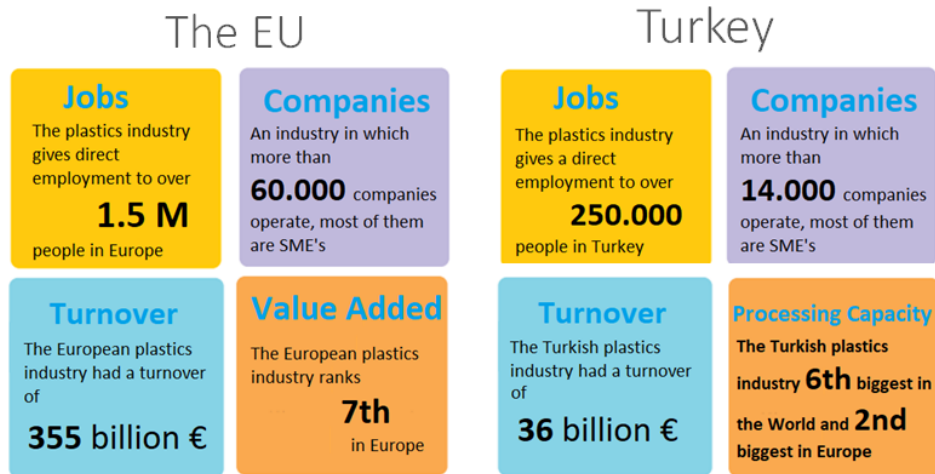 The EU
Jobs
The plastics industry
gives direct
employment to over
1.5 M
people in Europe
Companies
An industry in which
more than
60.000 companies
operate, most of them
are SME's
Turnover
The European plastics
industry had a turnover
of
355 billion €
Value Added
The European plastics
industry ranks
7th
in Europe
Turkey
Jobs
The plastics industry
gives a direct
employment to over
250.000
people in Turkey
Companies
An industry in which
more than
14.000 companies
operate, most of them
are SME's
Turnover
The Turkish plastics
industry had a turnover
of
36 billion €
Processing Capacity
The Turkish plastics
industry 6th biggest in
the World and 2nd
biggest in Europe